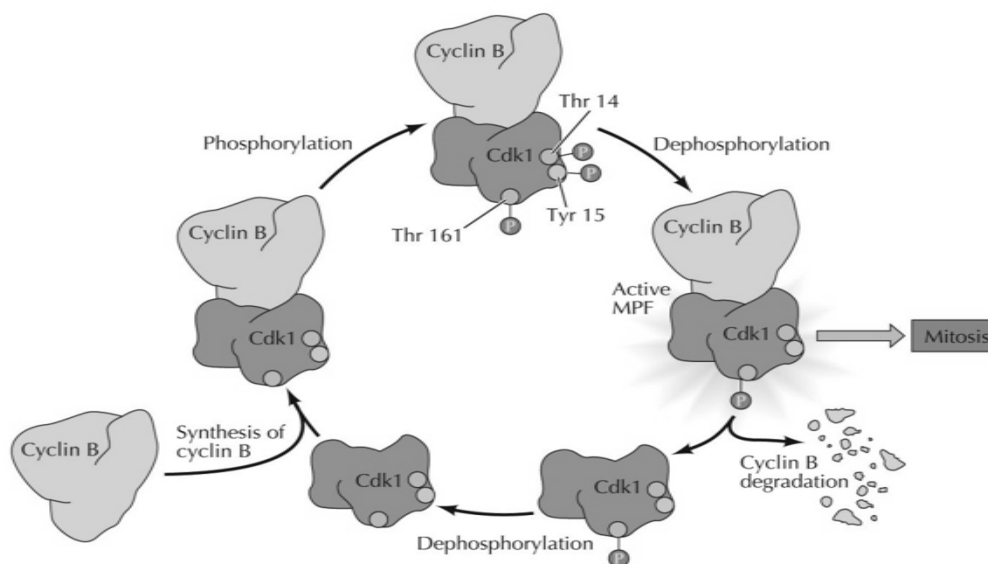 Cyclin B
Thr 14
Phosphorylation
Dephosphorylation
Cdk1
P
P
Tyr 15
Thr 161
P
Cyclin B
Cyclin B
Active
MPF
Cdk1
Cdk1
Mitosis
P
Cyclin B
Synthesis of
cyclin B
Cdk1
Cdk1
Cyclin B
degradation
Dephosphorylation
P